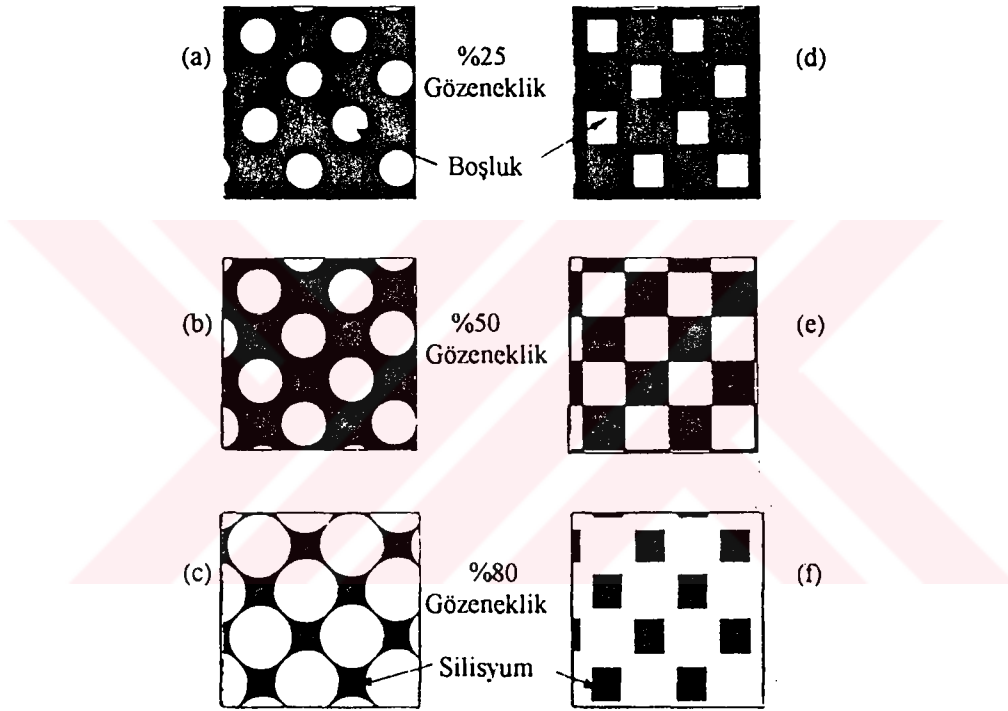 (a)
%25
Gözeneklik
(d)
Boşluk
(b)
%50
Gözeneklik
(e)
(c)
%80
Gözeneklik
(f)
Silisyum